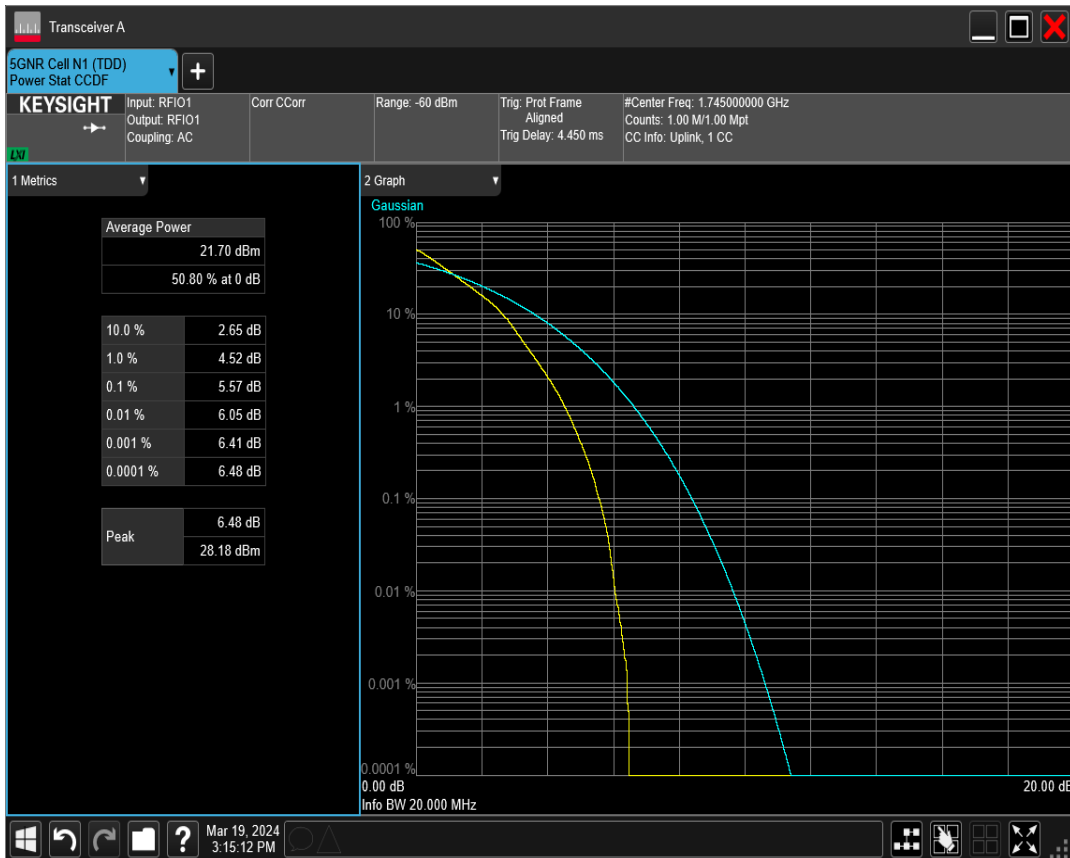 Transceiver A
5GNR Cell N1 (TDD)
Power Stat CCDF
KEYSIGHT
LXI
Input: RFIO1
Output: RFIO1
Coupling: AC
Corr CCorr
Range: -60 dBm
Trig: Prot Frame
Aligned
Trig Delay: 4.450 ms
#Center Freq: 1.745000000 GHz
Counts: 1.00 M/1.00 Mpt
CC Info: Uplink, 1 CC
1 Metrics
Average Power
21.70 dBm
50.80 % at 0 dB
10.0 % 2.65 dB
1.0 % 4.52 dB
0.1 % 5.57 dB
0.01 % 6.05 dB
0.001 % 6.41 dB
0.0001 % 6.48 dB
Peak
6.48 dB
28.18 dBm
2 Graph
Gaussian
100 %
10 %
1 %
0.1 %
0.01 %
0.001 %
0.0001 %
0.00 dB
20.00 dB
Info BW 20.000 MHz
?
Mar 19, 2024
3:15:12 PM